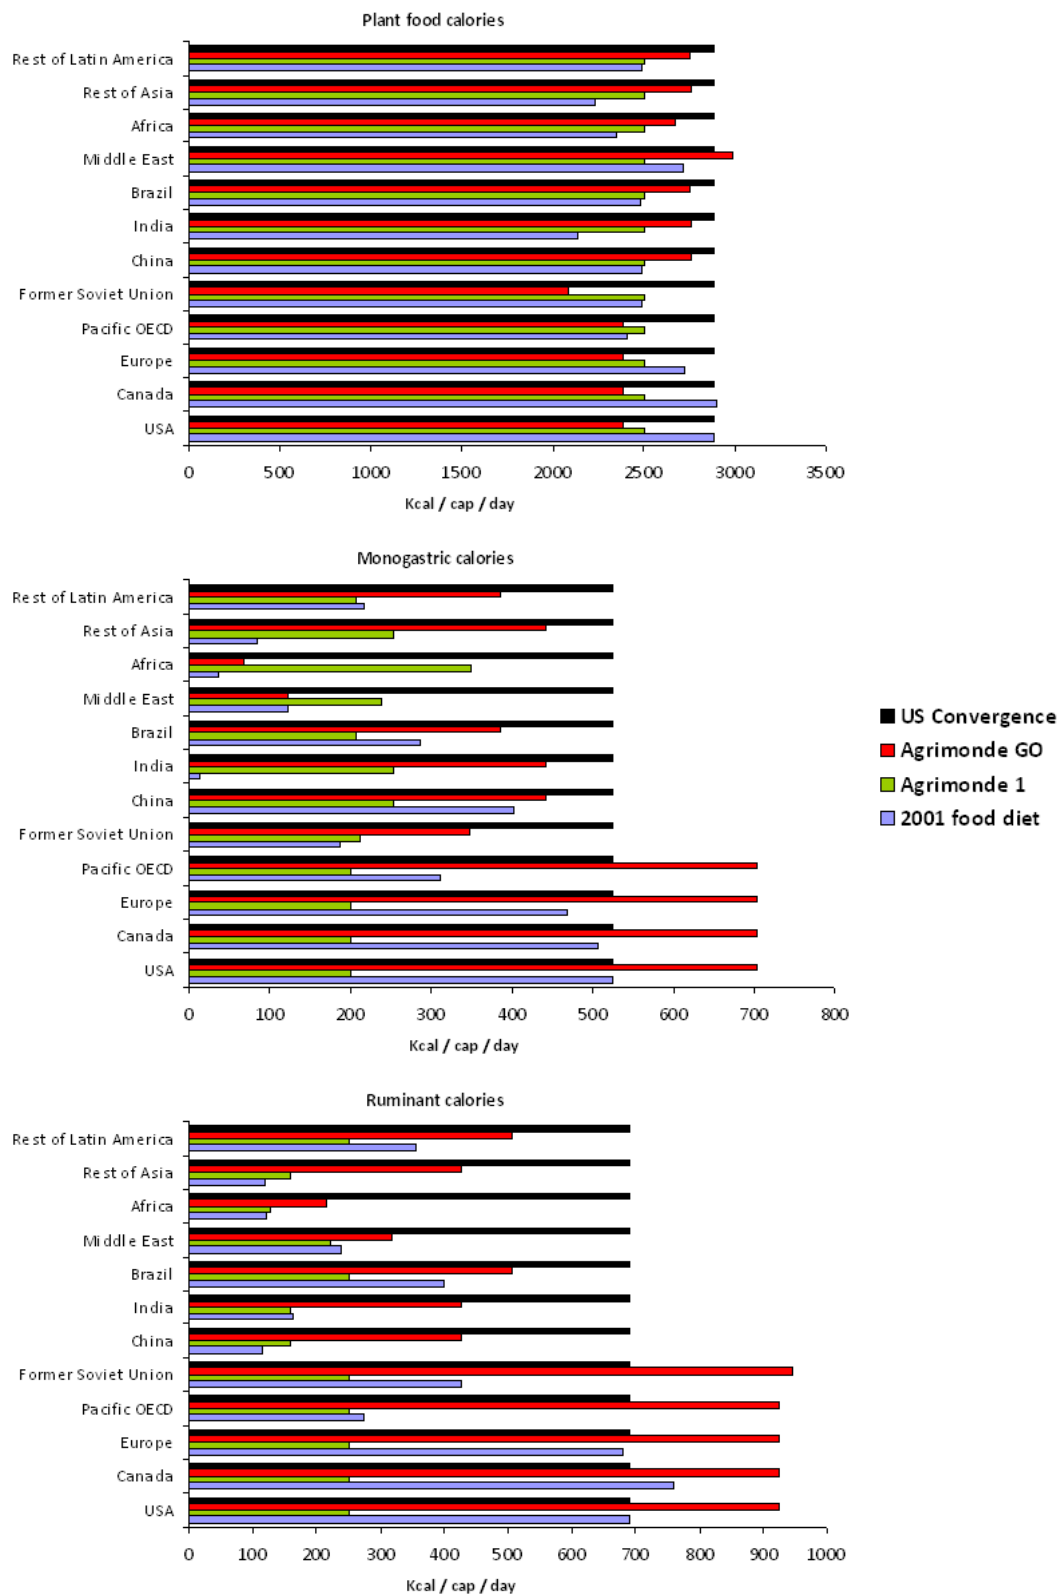 Plant food calories
Rest of Latin America
Rest of Asia
Africa
Middle East
Brazil
India
China
Former Soviet Union
Pacific OECD
Europe
Canada
USA
0 500 1000 1500 2000 2500 3000 3500
Kcal / cap / day
Monogastric calories
Rest of Latin America
Rest of Asia
Africa
Middle East
Brazil
India
China
Former Soviet Union
Pacific OECD
Europe
Canada
USA
0 100 200 300 400 500 600 700 800
Kcal / cap / day
US Convergence
Agrimonde GO
Agrimonde 1
2001 food diet
Ruminant calories
Rest of Latin America
Rest of Asia
Africa
Middle East
Brazil
India
China
Former Soviet Union
Pacific OECD
Europe
Canada
USA
0 100 200 300 400 500 600 700 800 900 1000
Kcal / cap / day